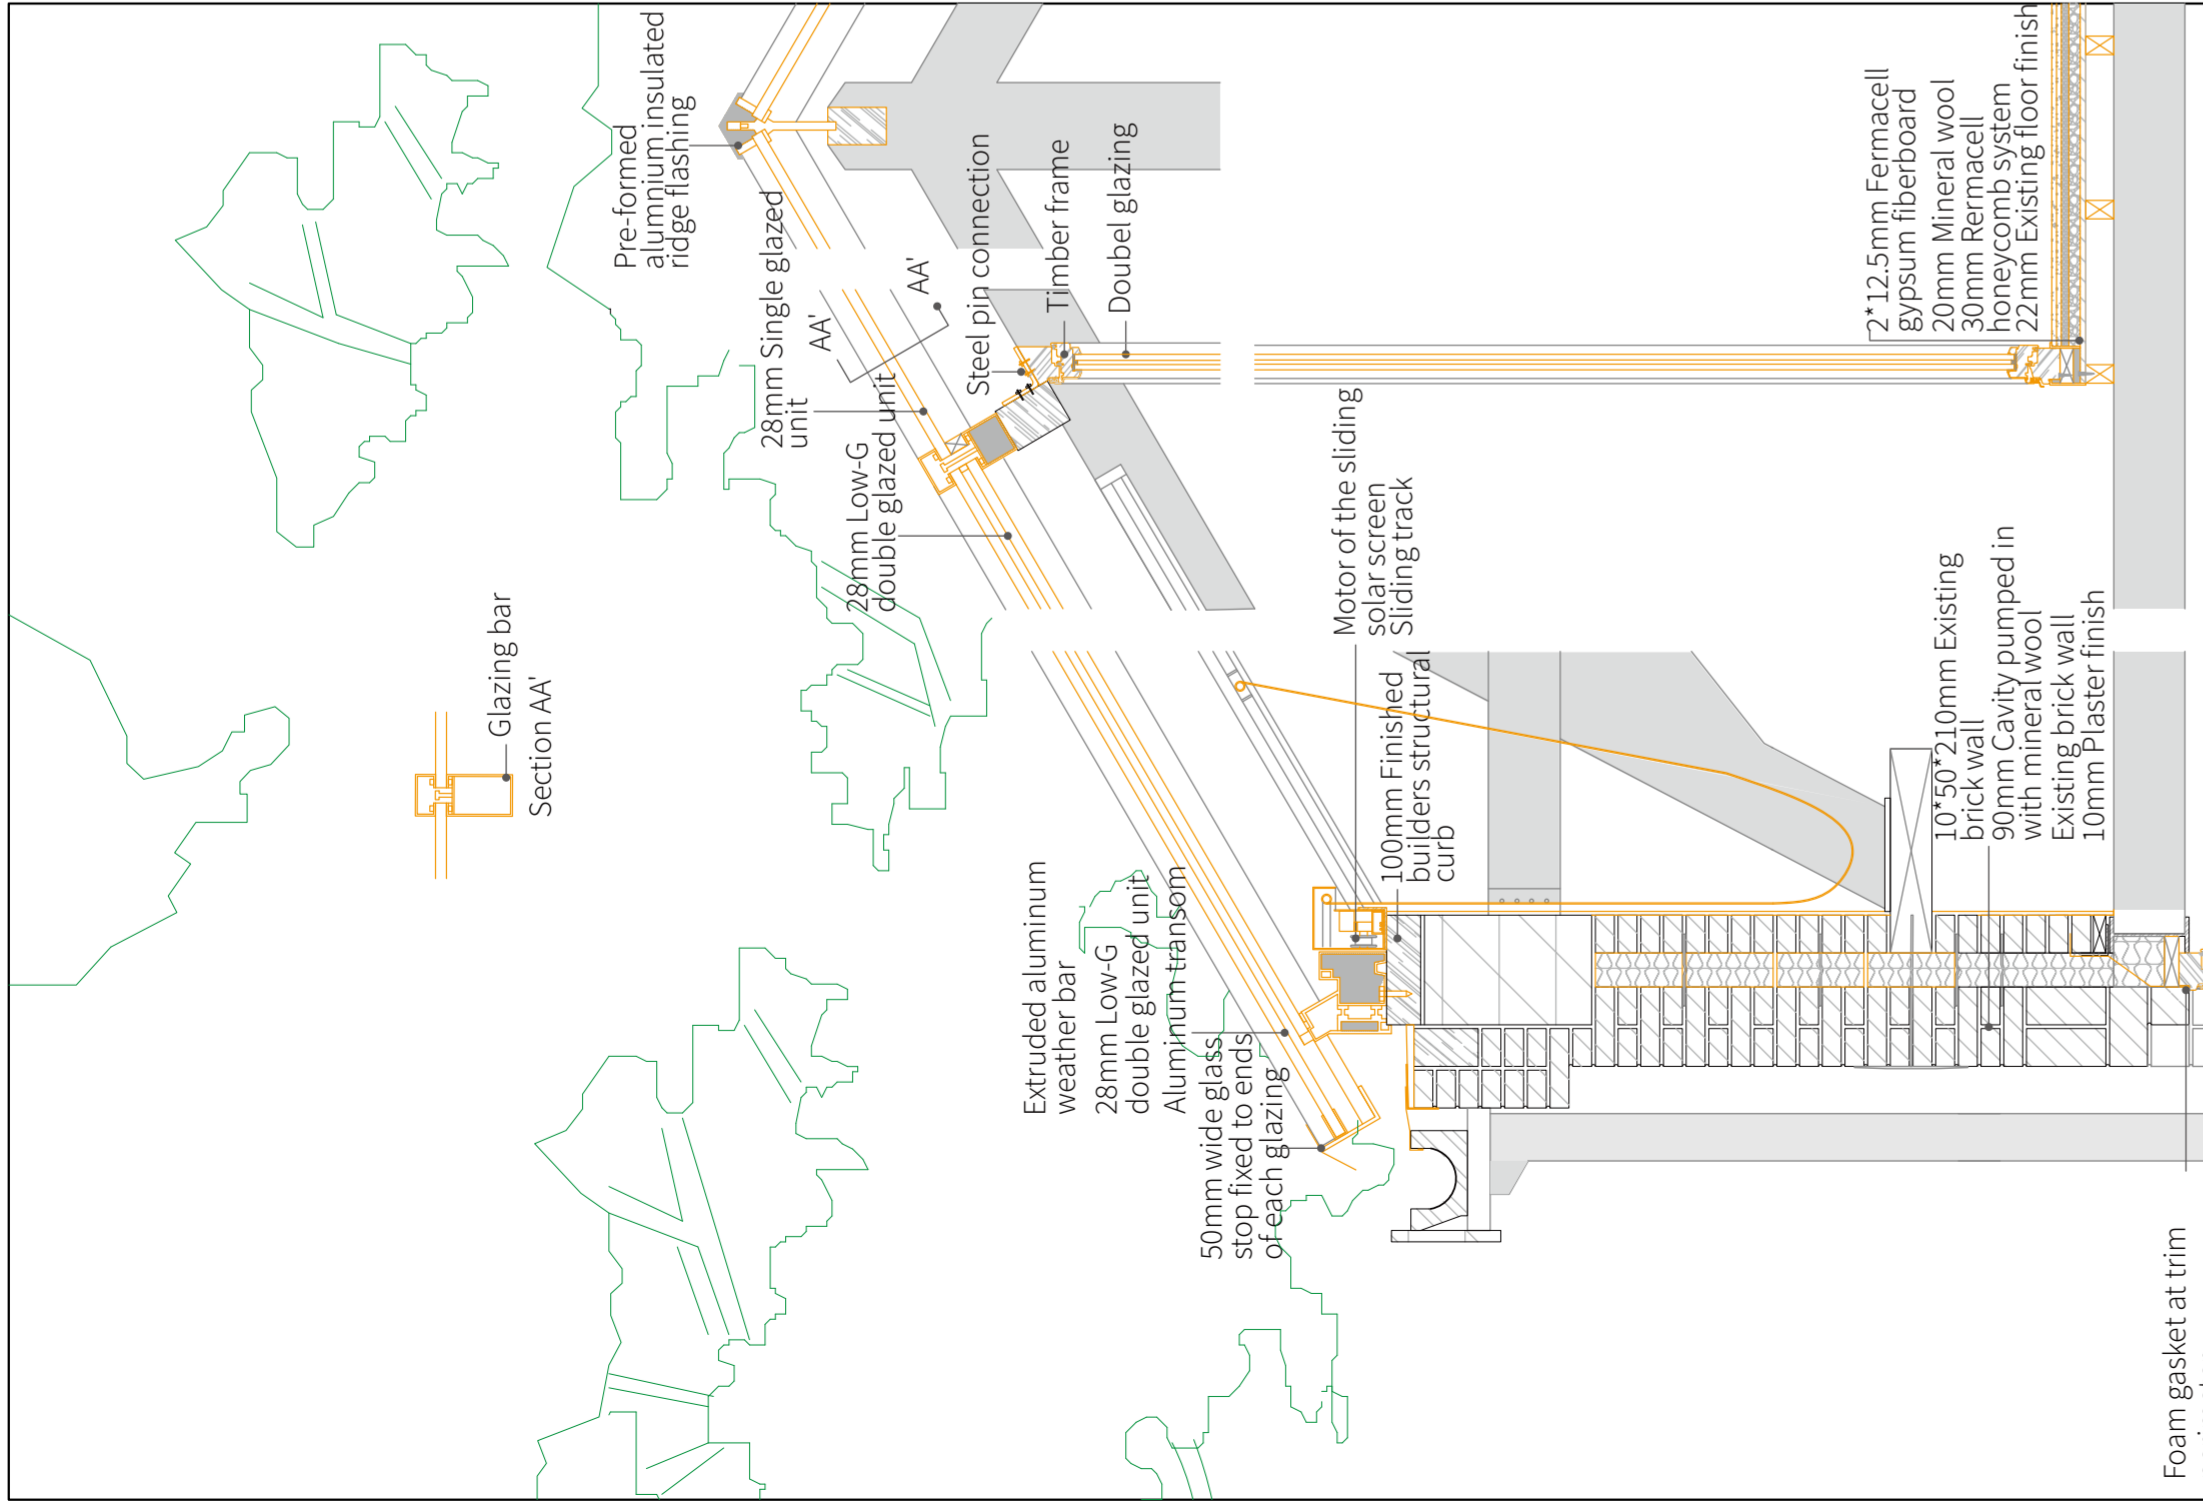 Pre-formed
alumnium insulated
ridge flashing
28mm Single glazed
unit
AA'
AA'
28mm Low-G
double glazed unit
Steel pin connection
Timber frame
Doubel glazing
Glazing bar
Section AA'
2*12.5mm Fermacell
gypsum fiberboard
20mm Mineral wool
30mm Rermacell
honeycomb system
22mm Existing floor finish
Motor of the sliding
solar screen
Sliding track
100mm Finished
builders structural
curb
10*50*210mm Existing
brick wall
90mm Cavity pumped in
with mineral wool
Existing brick wall
10mm Plaster finish
Extruded aluminum
weather bar
28mm Low-G
double glazed unit
Aluminum transom
50mm wide glass
stop fixed to ends
of each glazing
Foam gasket at trim